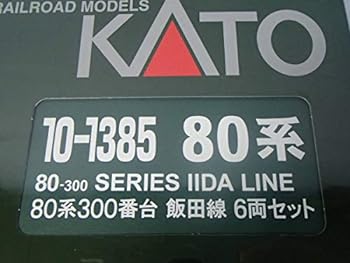 RAILROAD MODELS
KATO
10-1385 80系
80-300 SERIES IIDA LINE
80系300番台 飯田線 6両セット